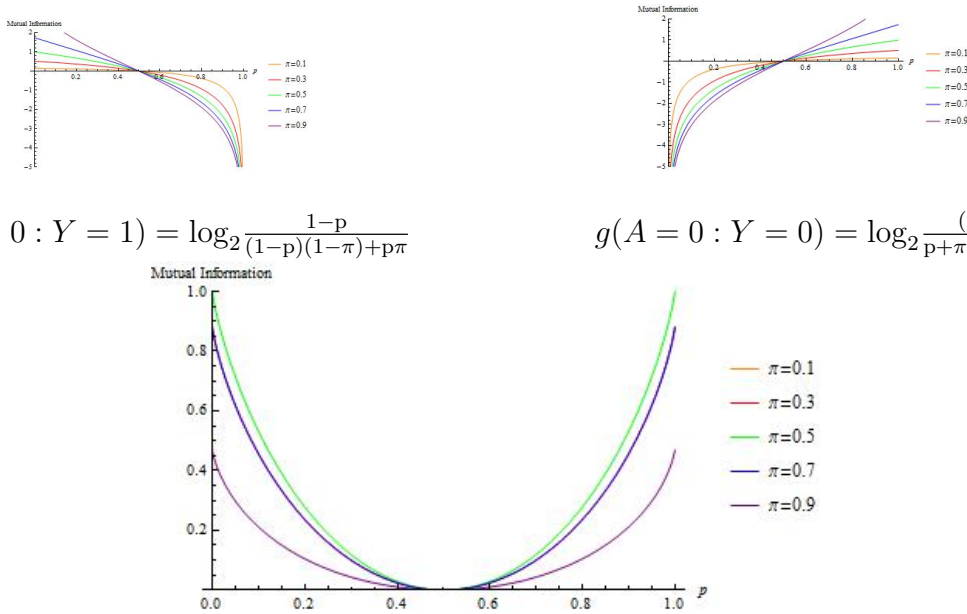 Mutual Information
2
1
-1
-2
-3
-4
-5
0.2 0.4 0.6 0.8 1.0 p
π=0.1
π=0.3
π=0.5
π=0.7
π=0.9
Mutual Information
2
1
-1
-2
-3
-4
-5
0.2 0.4 0.6 0.8 1.0 p
π=0.1
π=0.3
π=0.5
π=0.7
π=0.9
0 : Y = 1) = log₂ (1−p)/((1−p)(1−π)+pπ)
g(A = 0 : Y = 0) = log₂ (/p+π
Mutual Information
1.0
0.8
0.6
0.4
0.2
0.0 0.2 0.4 0.6 0.8 1.0 p
π=0.1
π=0.3
π=0.5
π=0.7
π=0.9